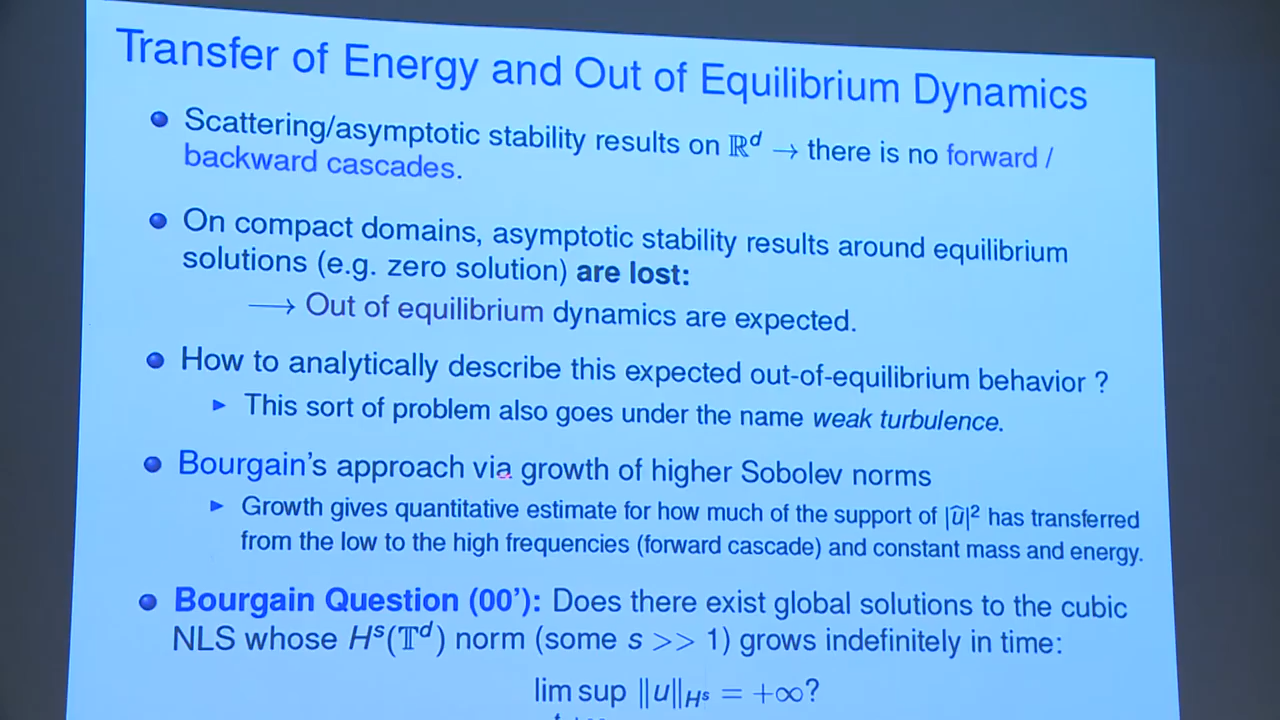 Transfer of Energy and Out of Equilibrium Dynamics
Scattering/asymptotic stability results on ℝᵈ → there is no forward /
backward cascades.
On compact domains, asymptotic stability results around equilibrium
solutions (e.g. zero solution) are lost:
⟶ Out of equilibrium dynamics are expected.
How to analytically describe this expected out-of-equilibrium behavior ?
This sort of problem also goes under the name weak turbulence.
Bourgain's approach via growth of higher Sobolev norms
Growth gives quantitative estimate for how much of the support of |û|² has transferred
from the low to the high frequencies (forward cascade) and constant mass and energy.
Bourgain Question (00'): Does there exist global solutions to the cubic
NLS whose Hˢ(𝕋ᵈ) norm (some s >> 1) grows indefinitely in time:
lim sup ‖u‖Hˢ = +∞?